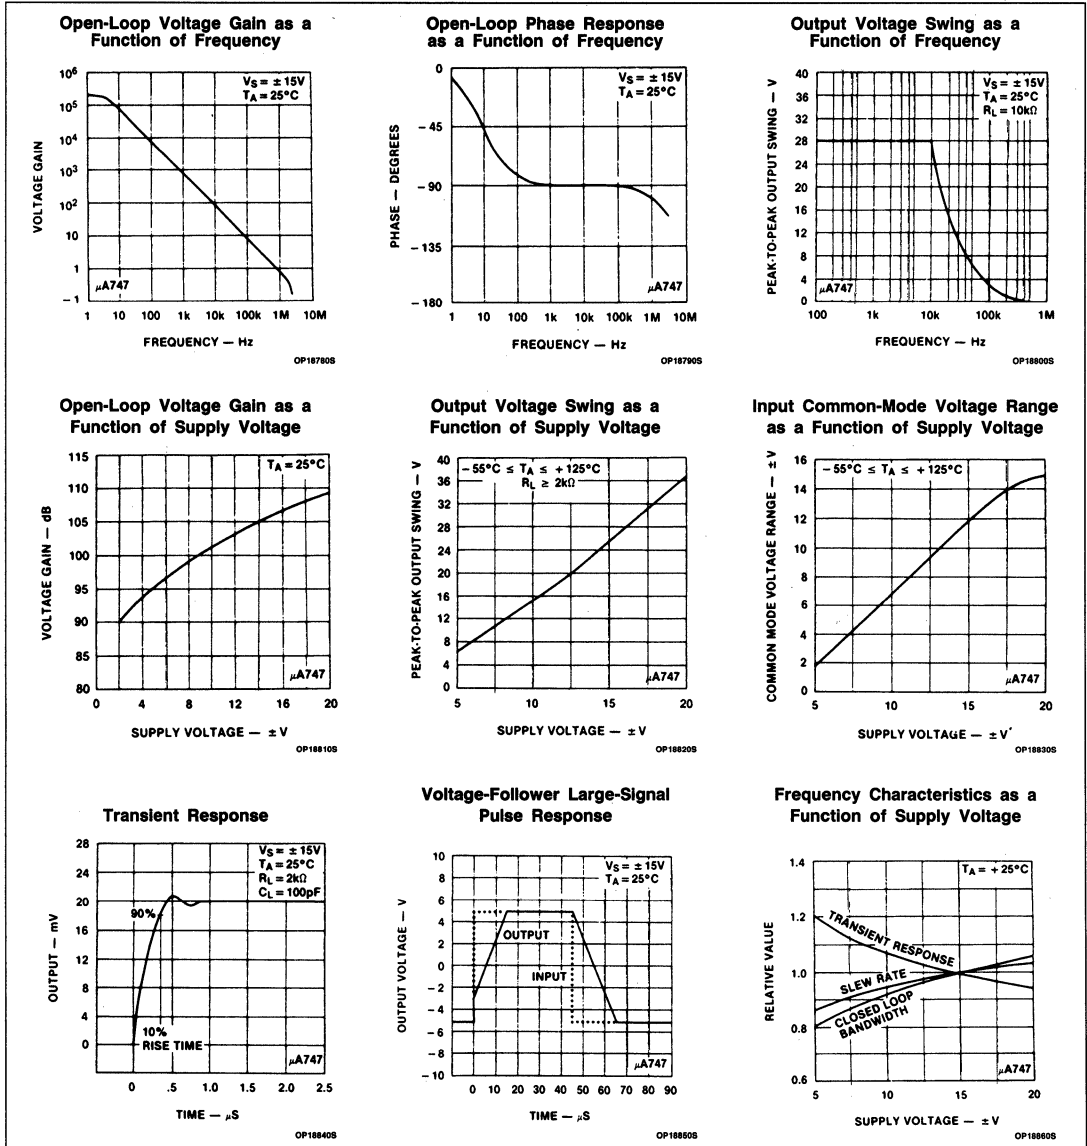 Open-Loop Voltage Gain as a
Function of Frequency
10⁶
10⁵
10⁴
10³
10²
10
1
−1
VOLTAGE GAIN
VS = ± 15V
TA = 25°C
μA747
1 10 100 1k 10k 100k 1M 10M
FREQUENCY — Hz
OP18780S
Open-Loop Phase Response
as a Function of Frequency
0
−45
−90
−135
−180
PHASE — DEGREES
VS = ± 15V
TA = 25°C
μA747
1 10 100 1k 10k 100k 1M 10M
FREQUENCY — Hz
OP18790S
Output Voltage Swing as a
Function of Frequency
40
36
32
28
24
20
16
12
8
4
0
PEAK-TO-PEAK OUTPUT SWING — V
VS = ± 15V
TA = 25°C
RL = 10kΩ
μA747
100 1k 10k 100k 1M
FREQUENCY — Hz
OP18800S
Open-Loop Voltage Gain as a
Function of Supply Voltage
115
110
105
100
95
90
85
80
VOLTAGE GAIN — dB
TA = 25°C
μA747
0 4 8 12 16 20
SUPPLY VOLTAGE — ± V
OP18810S
Output Voltage Swing as a
Function of Supply Voltage
40
36
32
28
24
20
16
12
8
4
0
PEAK-TO-PEAK OUTPUT SWING — V
−55°C ≤ TA ≤ +125°C
RL ≥ 2kΩ
μA747
5 10 15 20
SUPPLY VOLTAGE — ± V
OP18820S
Input Common-Mode Voltage Range
as a Function of Supply Voltage
16
14
12
10
8
6
4
2
0
COMMON MODE VOLTAGE RANGE — ±V
−55°C ≤ TA ≤ +125°C
μA747
5 10 15 20
SUPPLY VOLTAGE — ±V
OP18830S
Transient Response
28
24
20
16
12
8
4
0
OUTPUT — mV
VS = ± 15V
TA = 25°C
RL = 2kΩ
CL = 100pF
90%
10%
RISE TIME
μA747
0 .5 1.0 1.5 2.0 2.5
TIME — μS
OP18840S
Voltage-Follower Large-Signal
Pulse Response
10
8
6
4
2
0
−2
−4
−6
−8
−10
OUTPUT VOLTAGE — V
VS = ± 15V
TA = 25°C
OUTPUT
INPUT
μA747
0 10 20 30 40 50 60 70 80 90
TIME — μS
OP18850S
Frequency Characteristics as a
Function of Supply Voltage
1.4
1.2
1.0
0.8
0.6
RELATIVE VALUE
TA = +25°C
TRANSIENT RESPONSE
SLEW RATE
CLOSED LOOP
BANDWIDTH
μA747
5 10 15 20
SUPPLY VOLTAGE — ±V
OP18860S